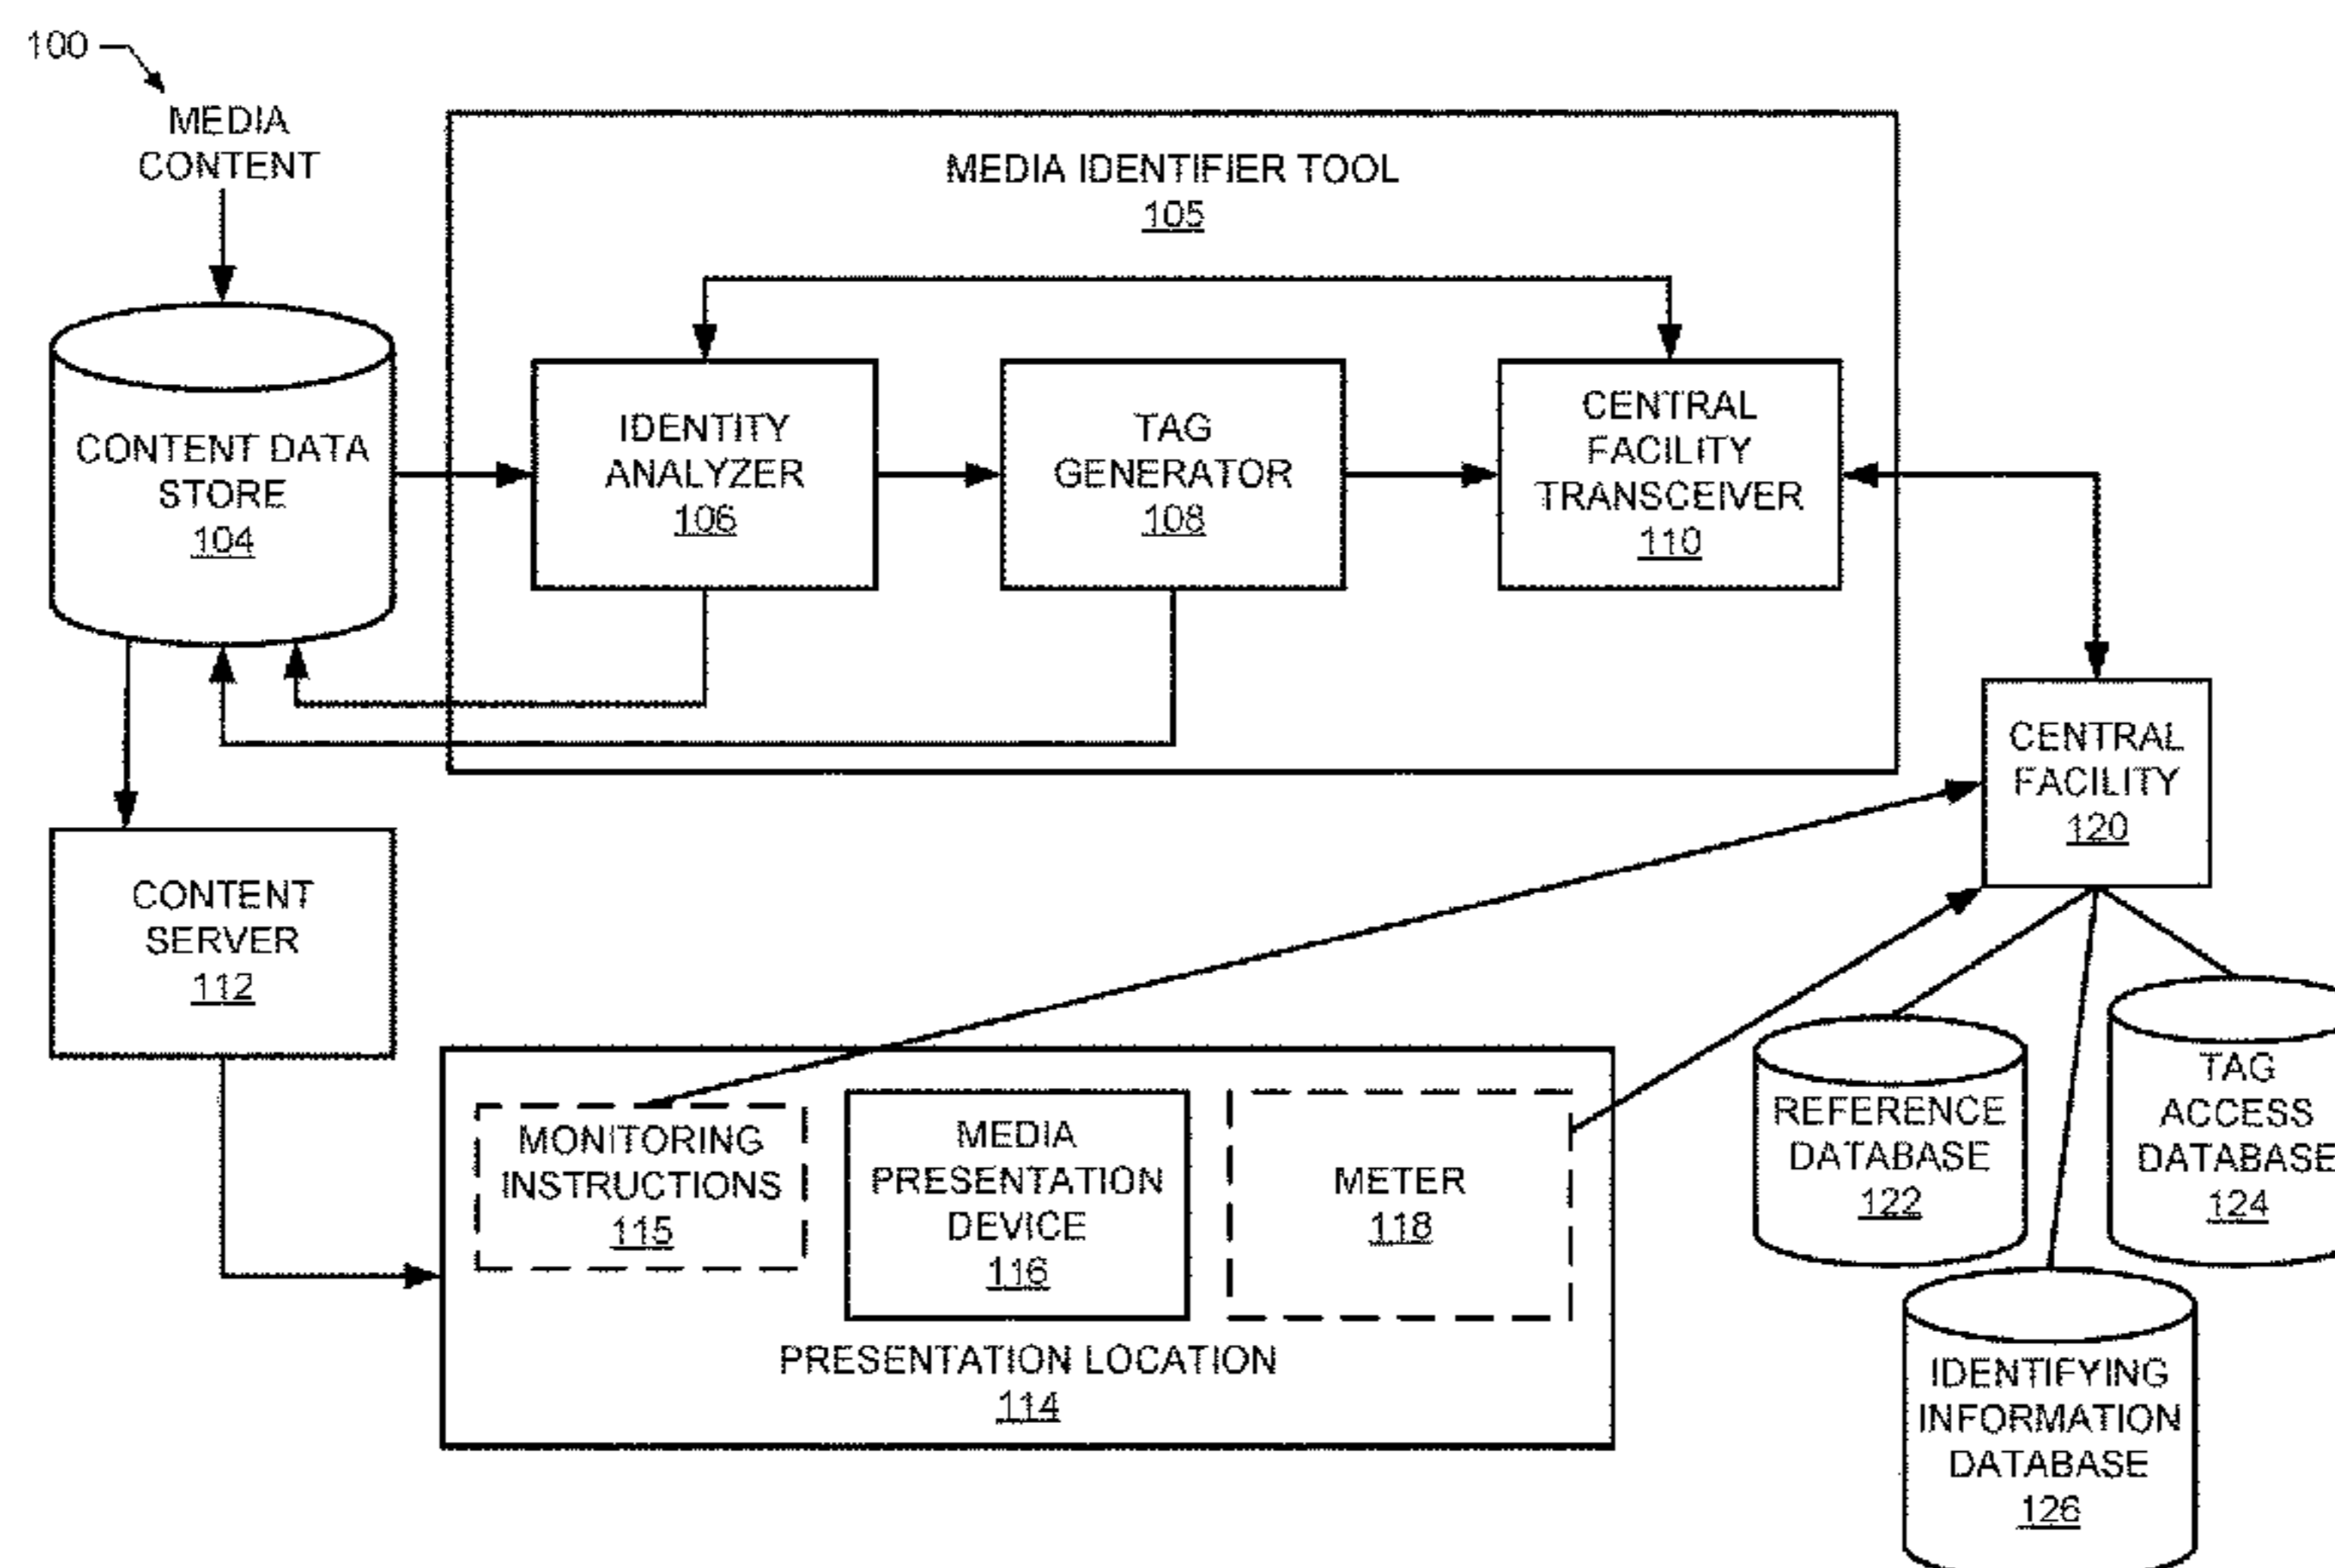 100
MEDIA
CONTENT
MEDIA IDENTIFIER TOOL
105
CONTENT DATA
STORE
104
IDENTITY
ANALYZER
106
TAG
GENERATOR
108
CENTRAL
FACILITY
TRANSCEIVER
110
CENTRAL
FACILITY
120
CONTENT
SERVER
112
MONITORING
INSTRUCTIONS
115
MEDIA
PRESENTATION
DEVICE
116
METER
118
PRESENTATION LOCATION
114
REFERENCE
DATABASE
122
TAG
ACCESS
DATABASE
124
IDENTIFYING
INFORMATION
DATABASE
126